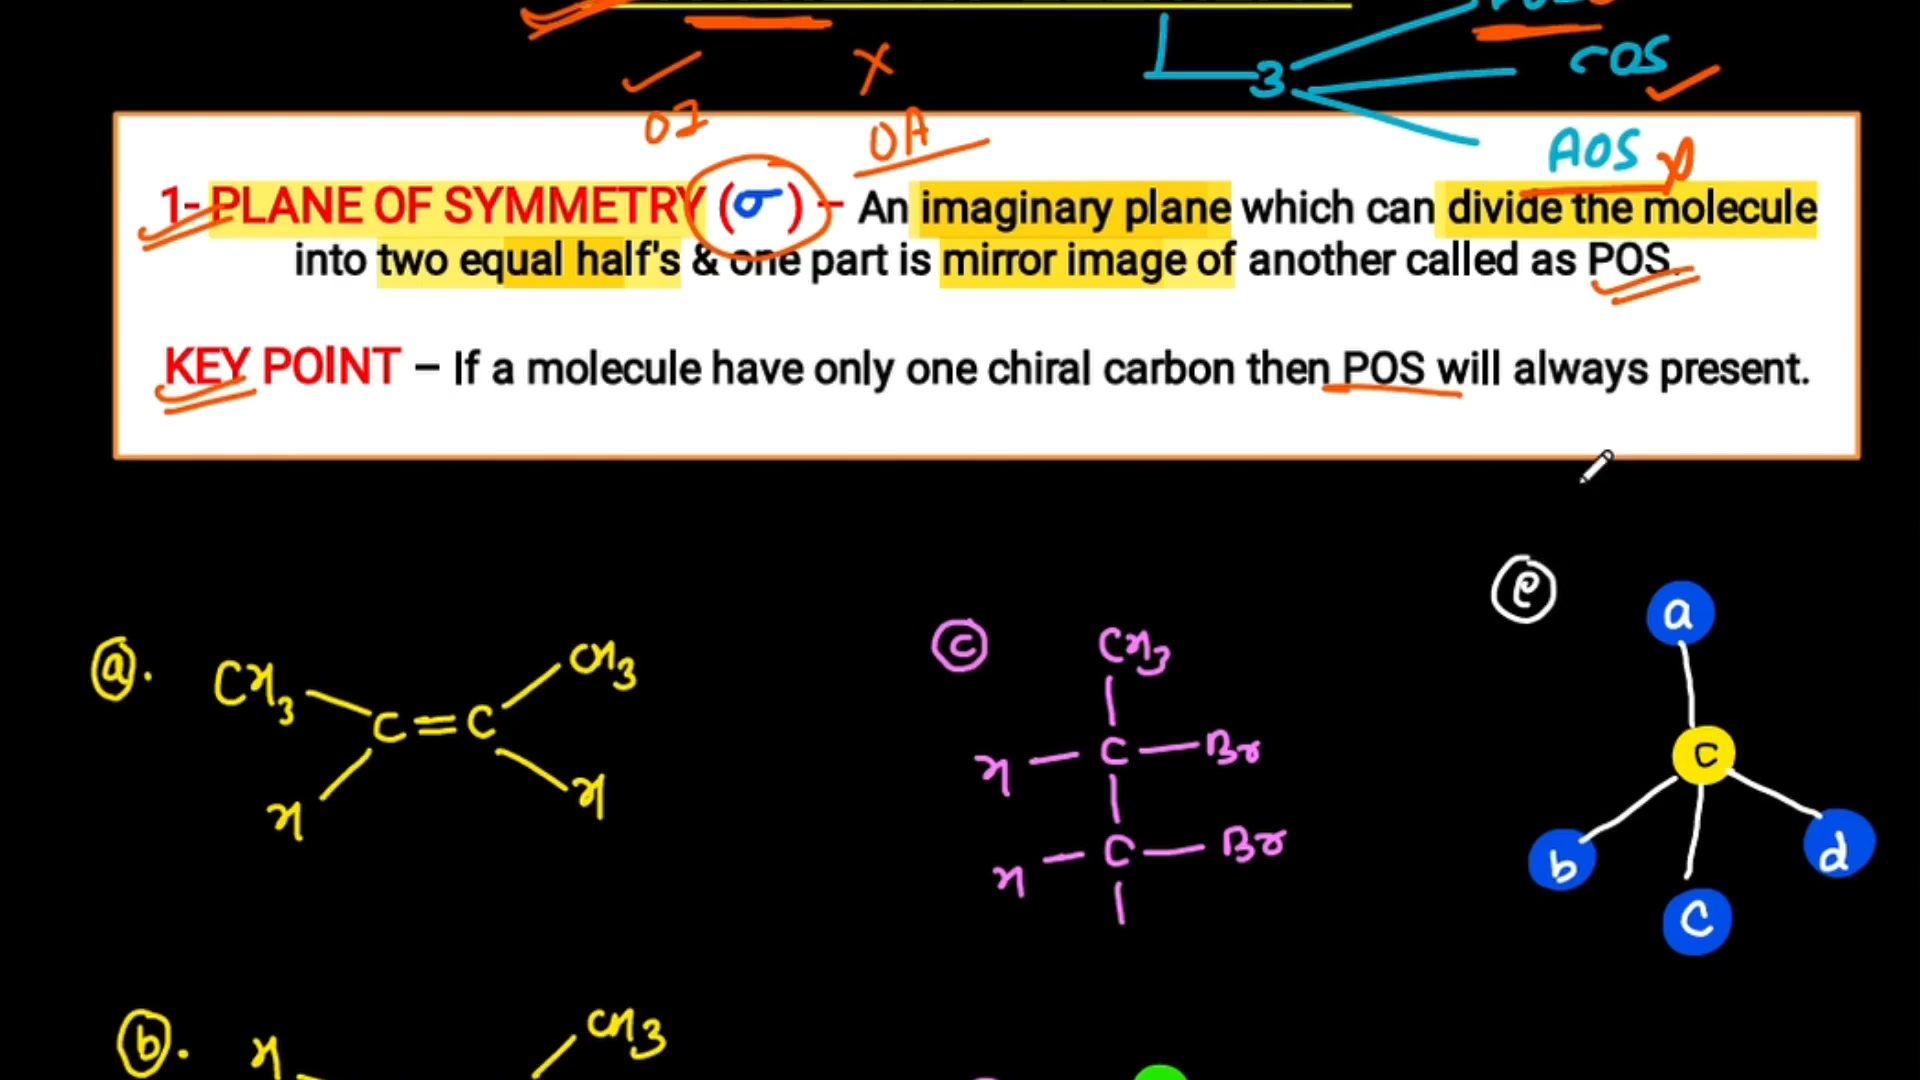 3
COS
OI
OA
AOS
1- PLANE OF SYMMETRY (σ) – An imaginary plane which can divide the molecule
into two equal half's & one part is mirror image of another called as POS.
KEY POINT – If a molecule have only one chiral carbon then POS will always present.
(a). CH3 C=C CH3
H H
(b). H CH3
(c) CH3
H – C – Br
H – C – Br
(e) a
C
b c d